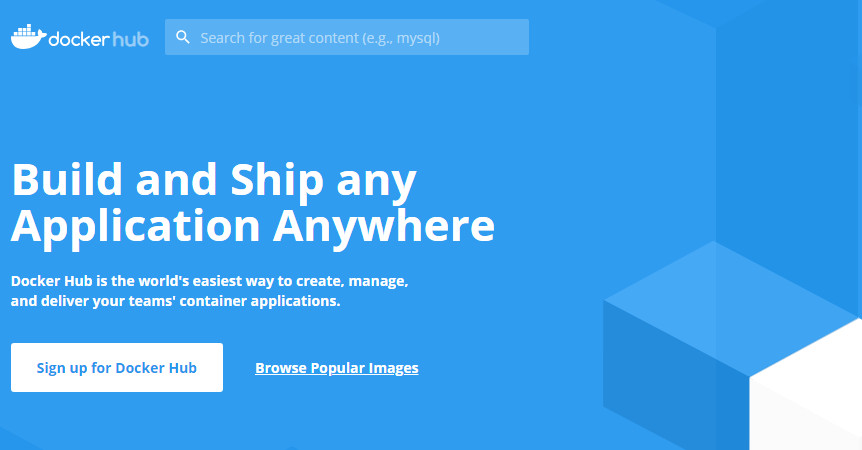 docker hub
Search for great content (e.g., mysql)
Build and Ship any
Application Anywhere
Docker Hub is the world's easiest way to create, manage,
and deliver your teams' container applications.
Sign up for Docker Hub
Browse Popular Images